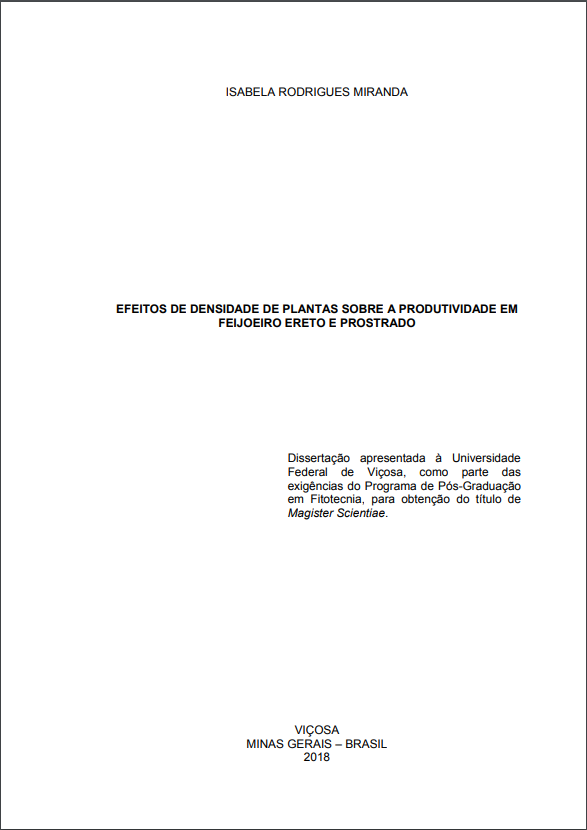 ISABELA RODRIGUES MIRANDA
EFEITOS DE DENSIDADE DE PLANTAS SOBRE A PRODUTIVIDADE EM
FEIJOEIRO ERETO E PROSTRADO
Dissertação apresentada à Universidade
Federal de Viçosa, como parte das
exigências do Programa de Pós-Graduação
em Fitotecnia, para obtenção do título de
Magister Scientiae.
VIÇOSA
MINAS GERAIS – BRASIL
2018